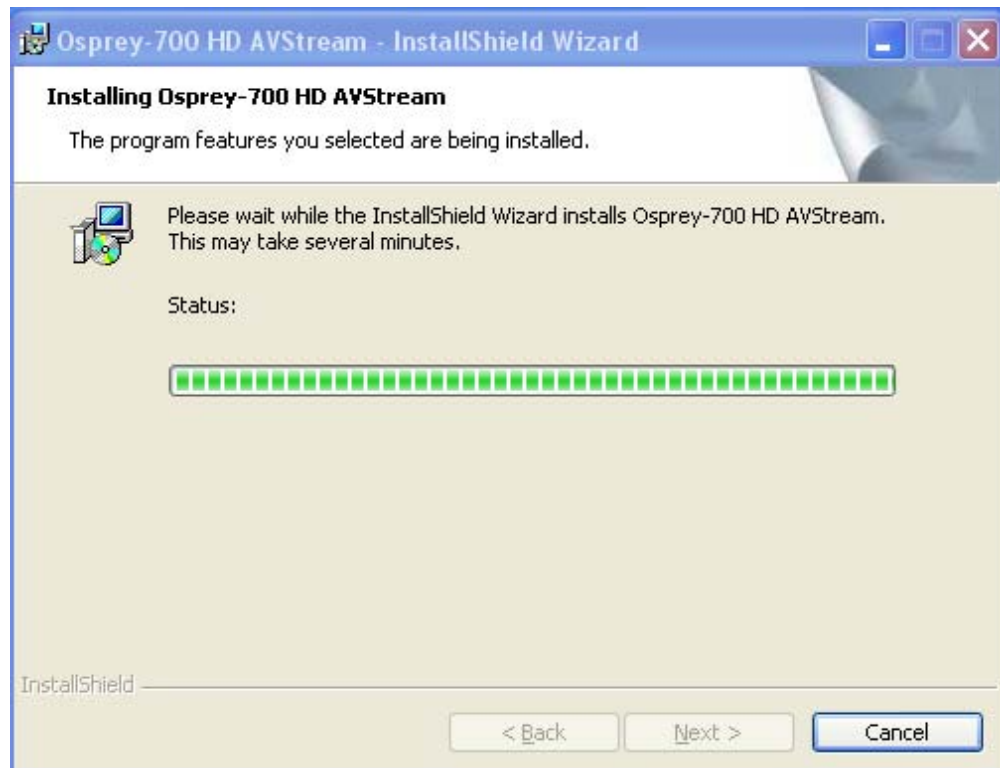 Osprey-700 HD AVStream - InstallShield Wizard
Installing Osprey-700 HD AVStream
The program features you selected are being installed.
Please wait while the InstallShield Wizard installs Osprey-700 HD AVStream.
This may take several minutes.
Status:
InstallShield
< Back Next > Cancel